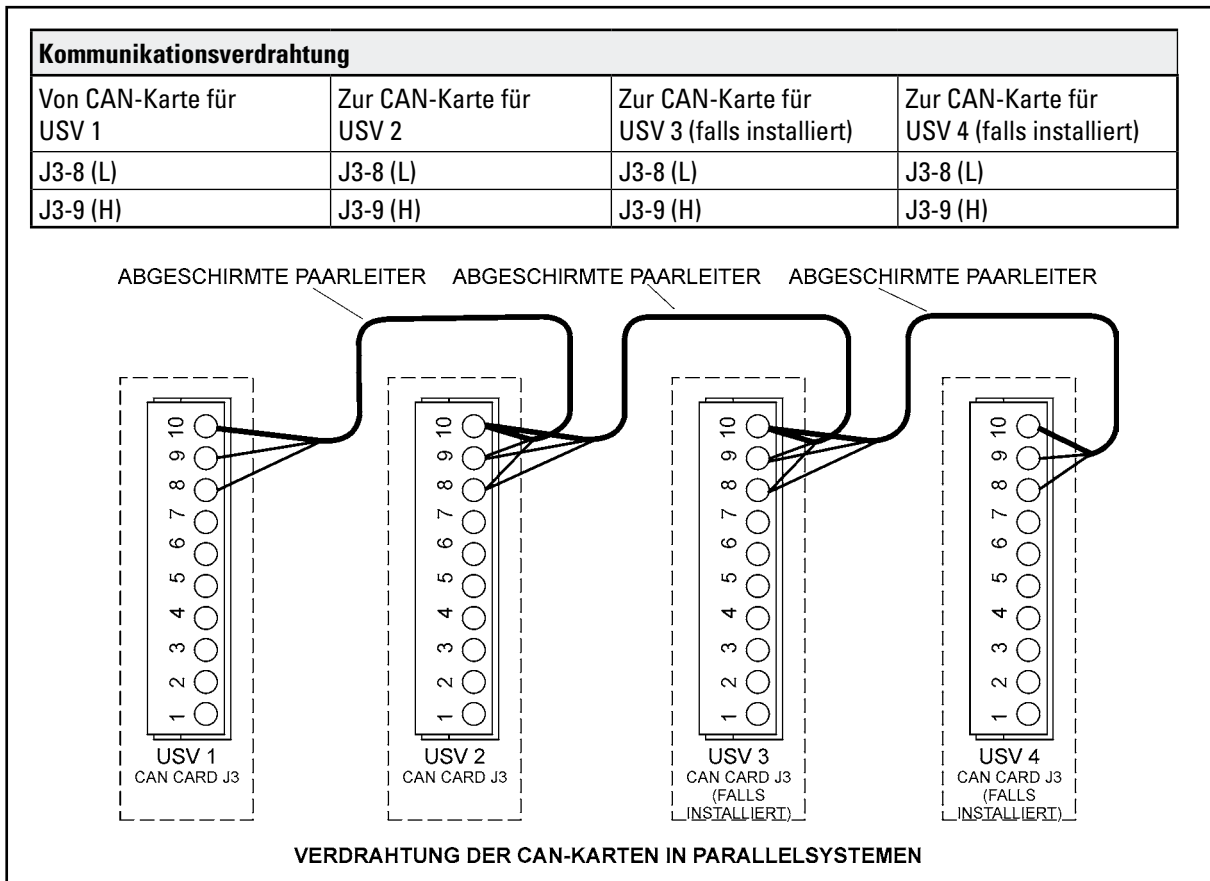 Kommunikationsverdrahtung
Von CAN-Karte für USV 1
Zur CAN-Karte für USV 2
Zur CAN-Karte für USV 3 (falls installiert)
Zur CAN-Karte für USV 4 (falls installiert)
J3-8 (L) J3-8 (L) J3-8 (L) J3-8 (L)
J3-9 (H) J3-9 (H) J3-9 (H) J3-9 (H)
ABGESCHIRMTE PAARLEITER ABGESCHIRMTE PAARLEITER ABGESCHIRMTE PAARLEITER
10 10 10 10
9 9 9 9
8 8 8 8
7 7 7 7
6 6 6 6
5 5 5 5
4 4 4 4
3 3 3 3
2 2 2 2
1 1 1 1
USV 1
CAN CARD J3
USV 2
CAN CARD J3
USV 3
CAN CARD J3
(FALLS
INSTALLIERT)
USV 4
CAN CARD J3
(FALLS
INSTALLIERT)
VERDRAHTUNG DER CAN-KARTEN IN PARALLELSYSTEMEN